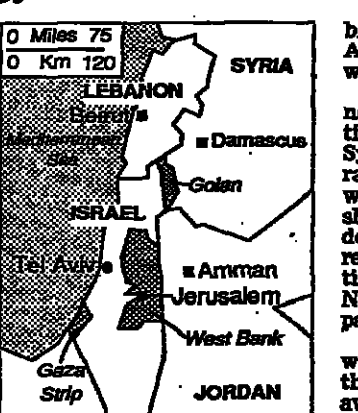 0 Miles 75
0 Km 120
SYRIA
LEBANON
Beirut
Mediterranean
Sea
Damascus
Golan
ISRAEL
Tel Aviv
Amman
Jerusalem
West Bank
Gaza
Strip
JORDAN